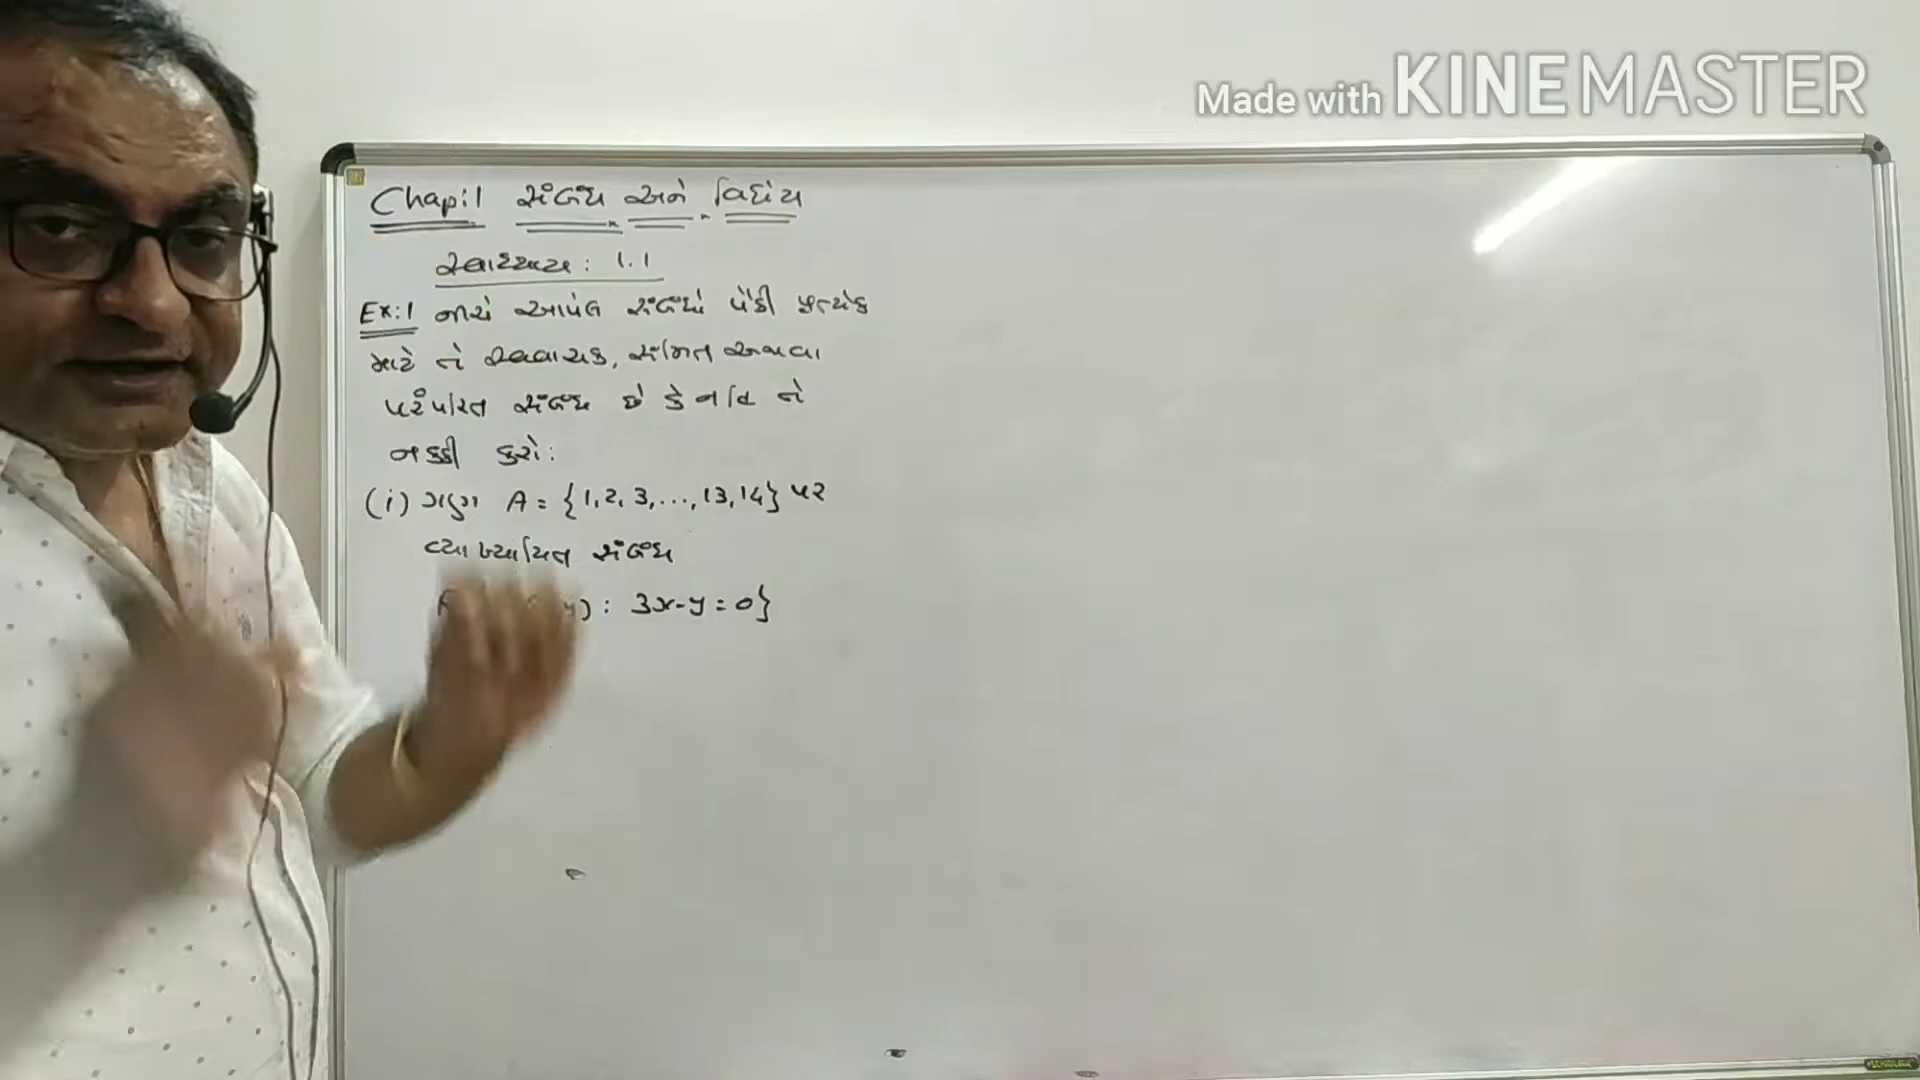 Made with KINEMASTER
Chap:1 સંબંધ અને વિધેય
સ્વાધ્યાય: 1.1
Ex:1 નીચે આપેલ સંબંધો પૈકી પ્રત્યેક
માટે તે સ્વવાચક, સંમિત અથવા
પરંપરિત સંબંધ છે કે નહિ તે
નક્કી કરો:
(i) ગણ A = {1, 2, 3, ..., 13, 14} પર
વ્યાખ્યાયિત સંબંધ
y) : 3x-y = 0}